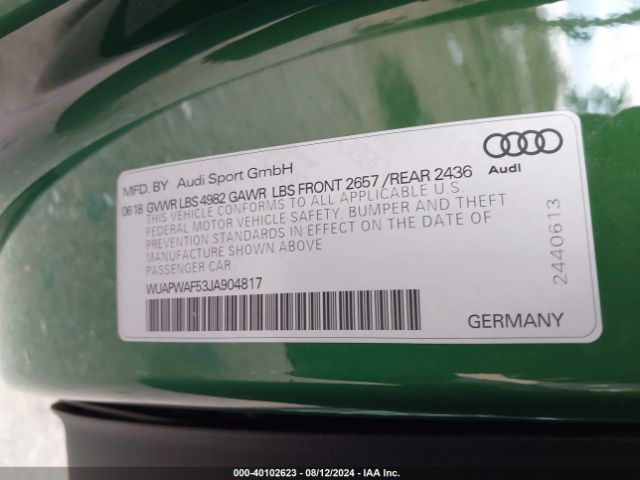 MFD. BY Audi Sport GmbH
Audi
0618 GVWR LBS 4982 GAWR LBS FRONT 2657 /REAR 2436
THIS VEHICLE CONFORMS TO ALL APPLICABLE U.S.
FEDERAL MOTOR VEHICLE SAFETY, BUMPER AND THEFT
PREVENTION STANDARDS IN EFFECT ON THE DATE OF
MANUFACTURE SHOWN ABOVE
PASSENGER CAR
WUAPWAF53JA904817
2440613
GERMANY
000-40102623 - 08/12/2024 - IAA Inc.